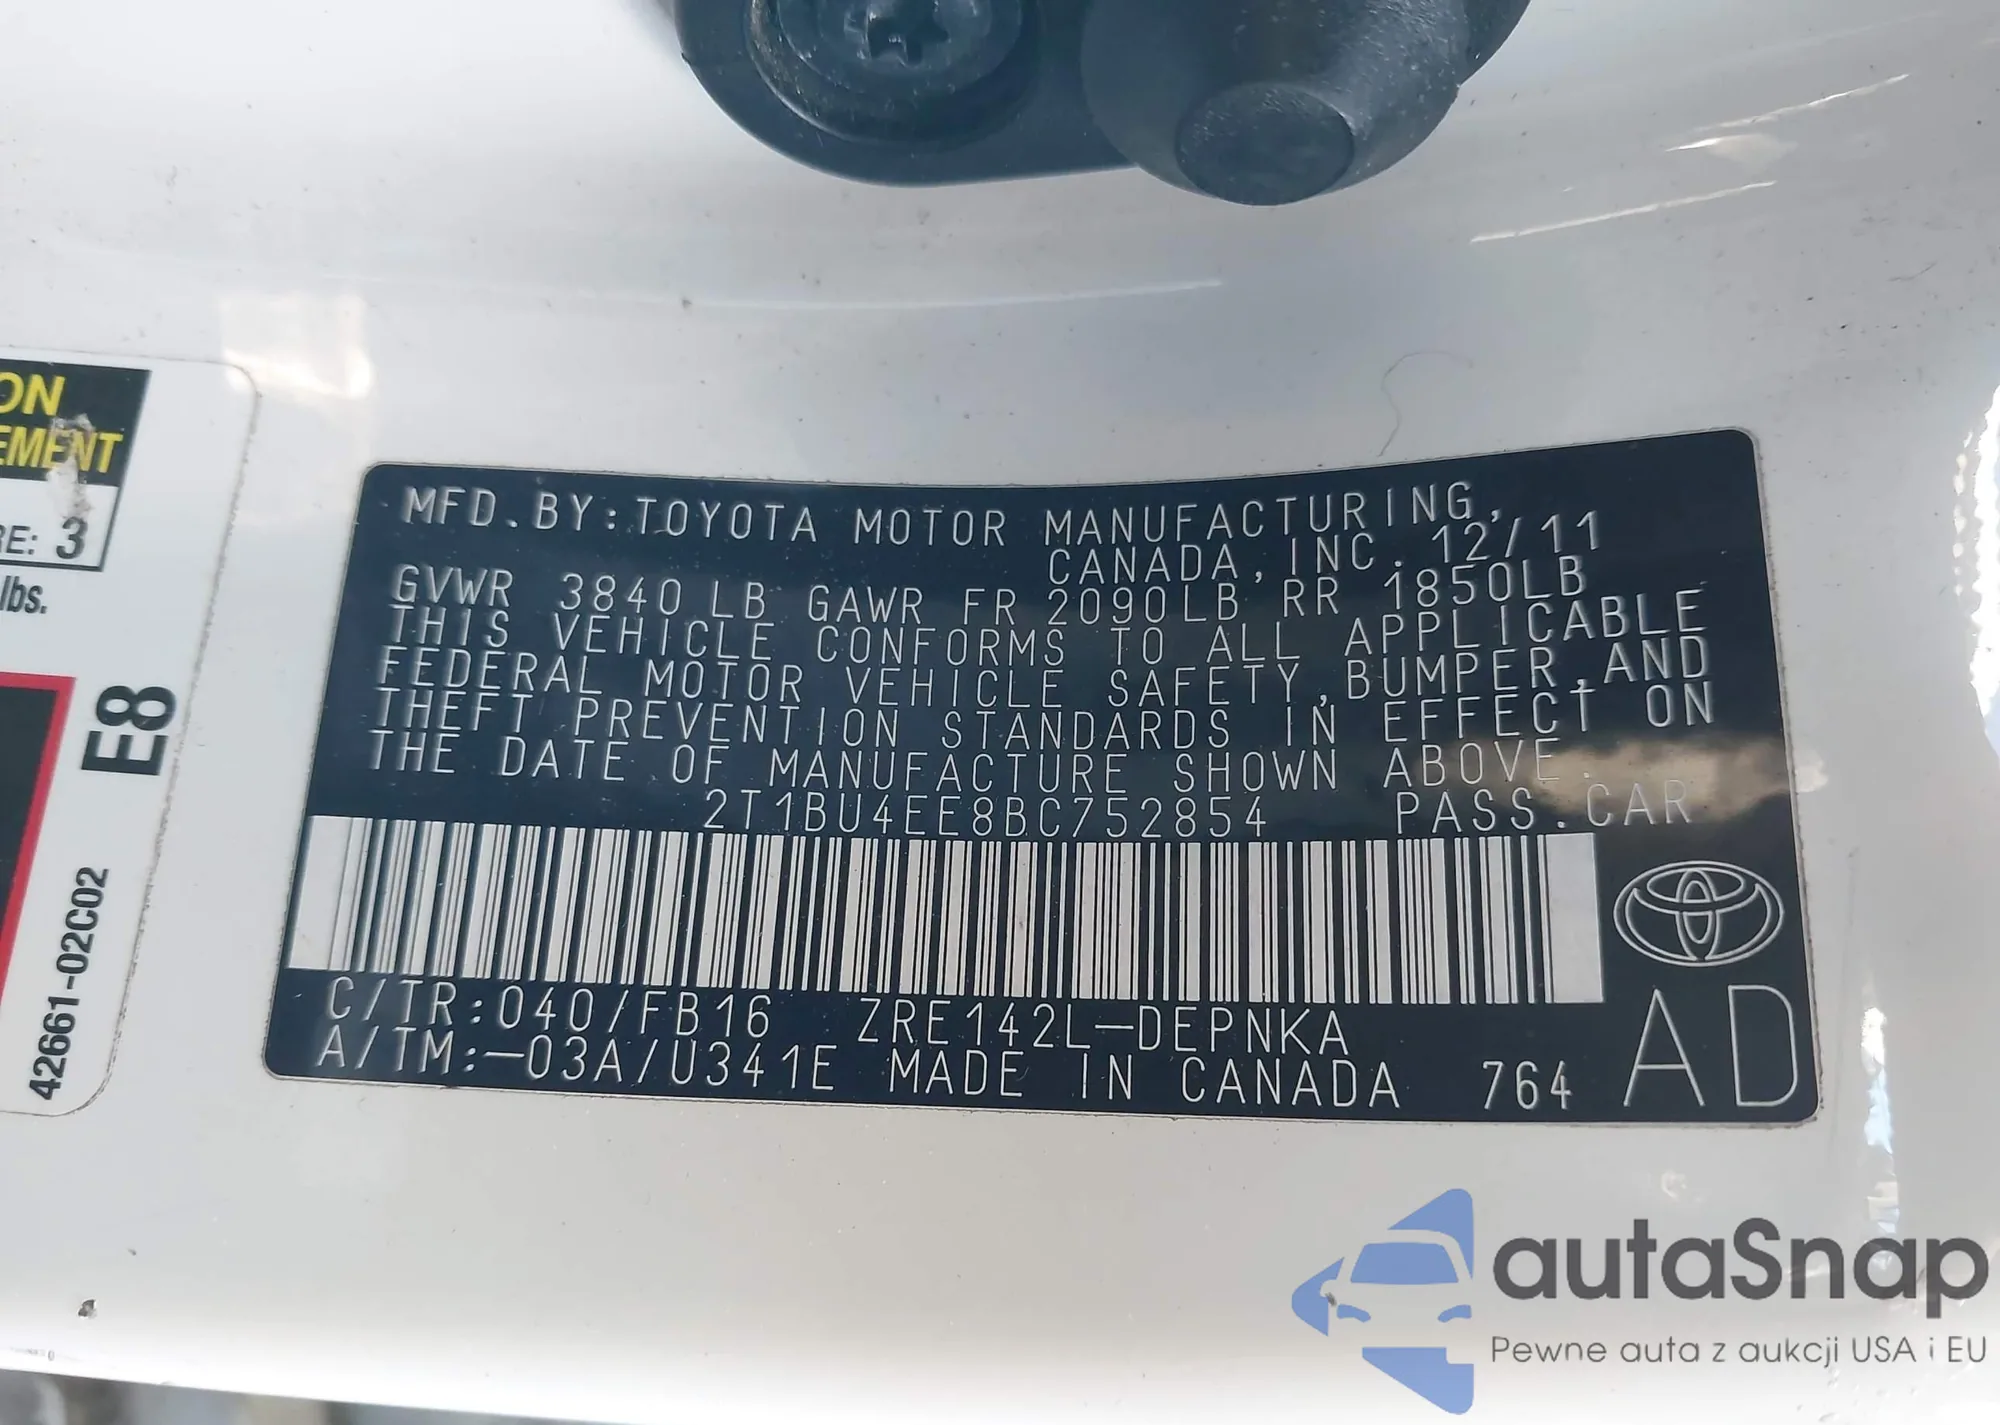 ON
EMENT
RE: 3
lbs.
E8
42661-02C02
MFD.BY:TOYOTA MOTOR MANUFACTURING,
CANADA,INC. 12/11
GVWR 3840 LB GAWR FR 2090LB RR 1850LB
THIS VEHICLE CONFORMS TO ALL APPLICABLE
FEDERAL MOTOR VEHICLE SAFETY,BUMPER,AND
THEFT PREVENTION STANDARDS IN EFFECT ON
THE DATE OF MANUFACTURE SHOWN ABOVE.
2T1BU4EE8BC752854 PASS.CAR
C/TR:040/FB16 ZRE142L-DEPNKA
A/TM:-03A/U341E MADE IN CANADA 764
AD
autaSnap
Pewne auta z aukcji USA i EU